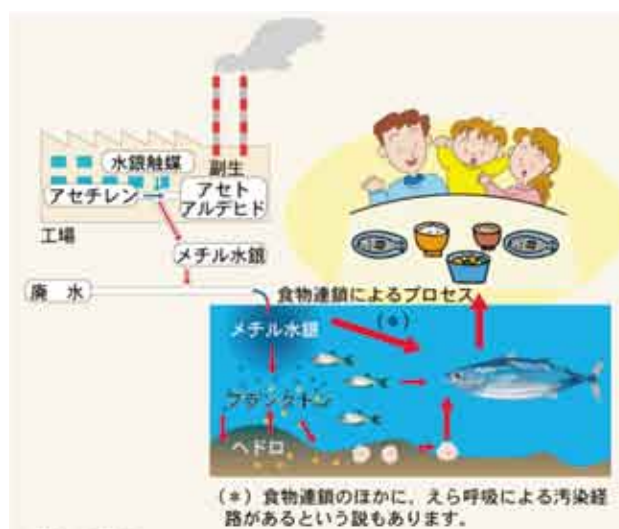 水銀触媒
副生
アセチレン
アセト
アルデヒド
工場
メチル水銀
廃 水
食物連鎖によるプロセス
(*)
メチル水銀
プランクトン
ヘドロ
(*)食物連鎖のほかに、えら呼吸による汚染経
路があるという説もあります。